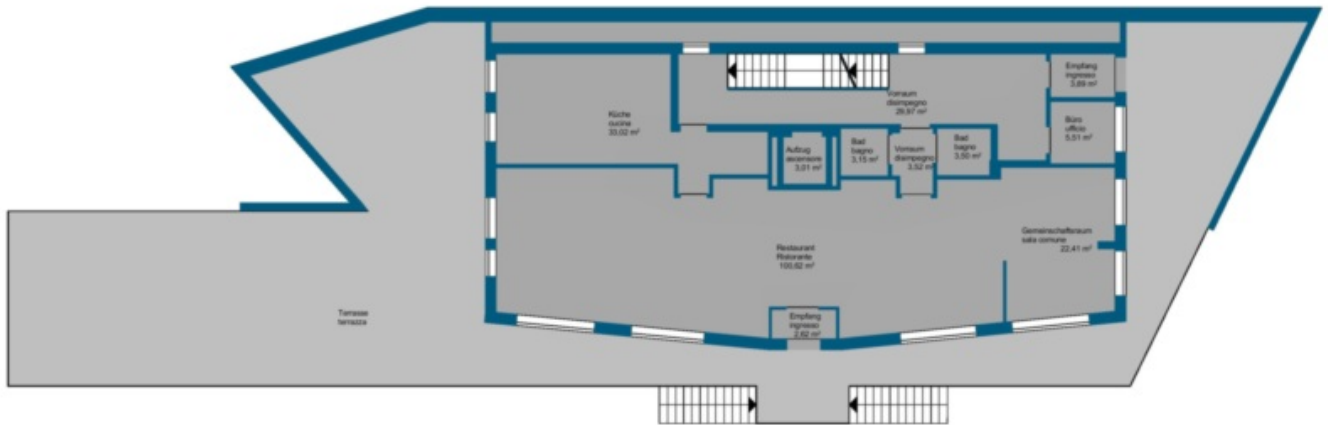 Empfang
ingresso
3,69 m²
Vorraum
disimpegno
29,97 m²
Küche
cucina
33,02 m²
Büro
ufficio
5,51 m²
Aufzug
ascensore
3,01 m²
Bad
bagno
3,15 m²
Vorraum
disimpegno
3,52 m²
Bad
bagno
3,50 m²
Gemeinschaftsraum
sala comune
22,41 m²
Restaurant
Ristorante
100,62 m²
Terrasse
terrazza
Empfang
ingresso
2,62 m²